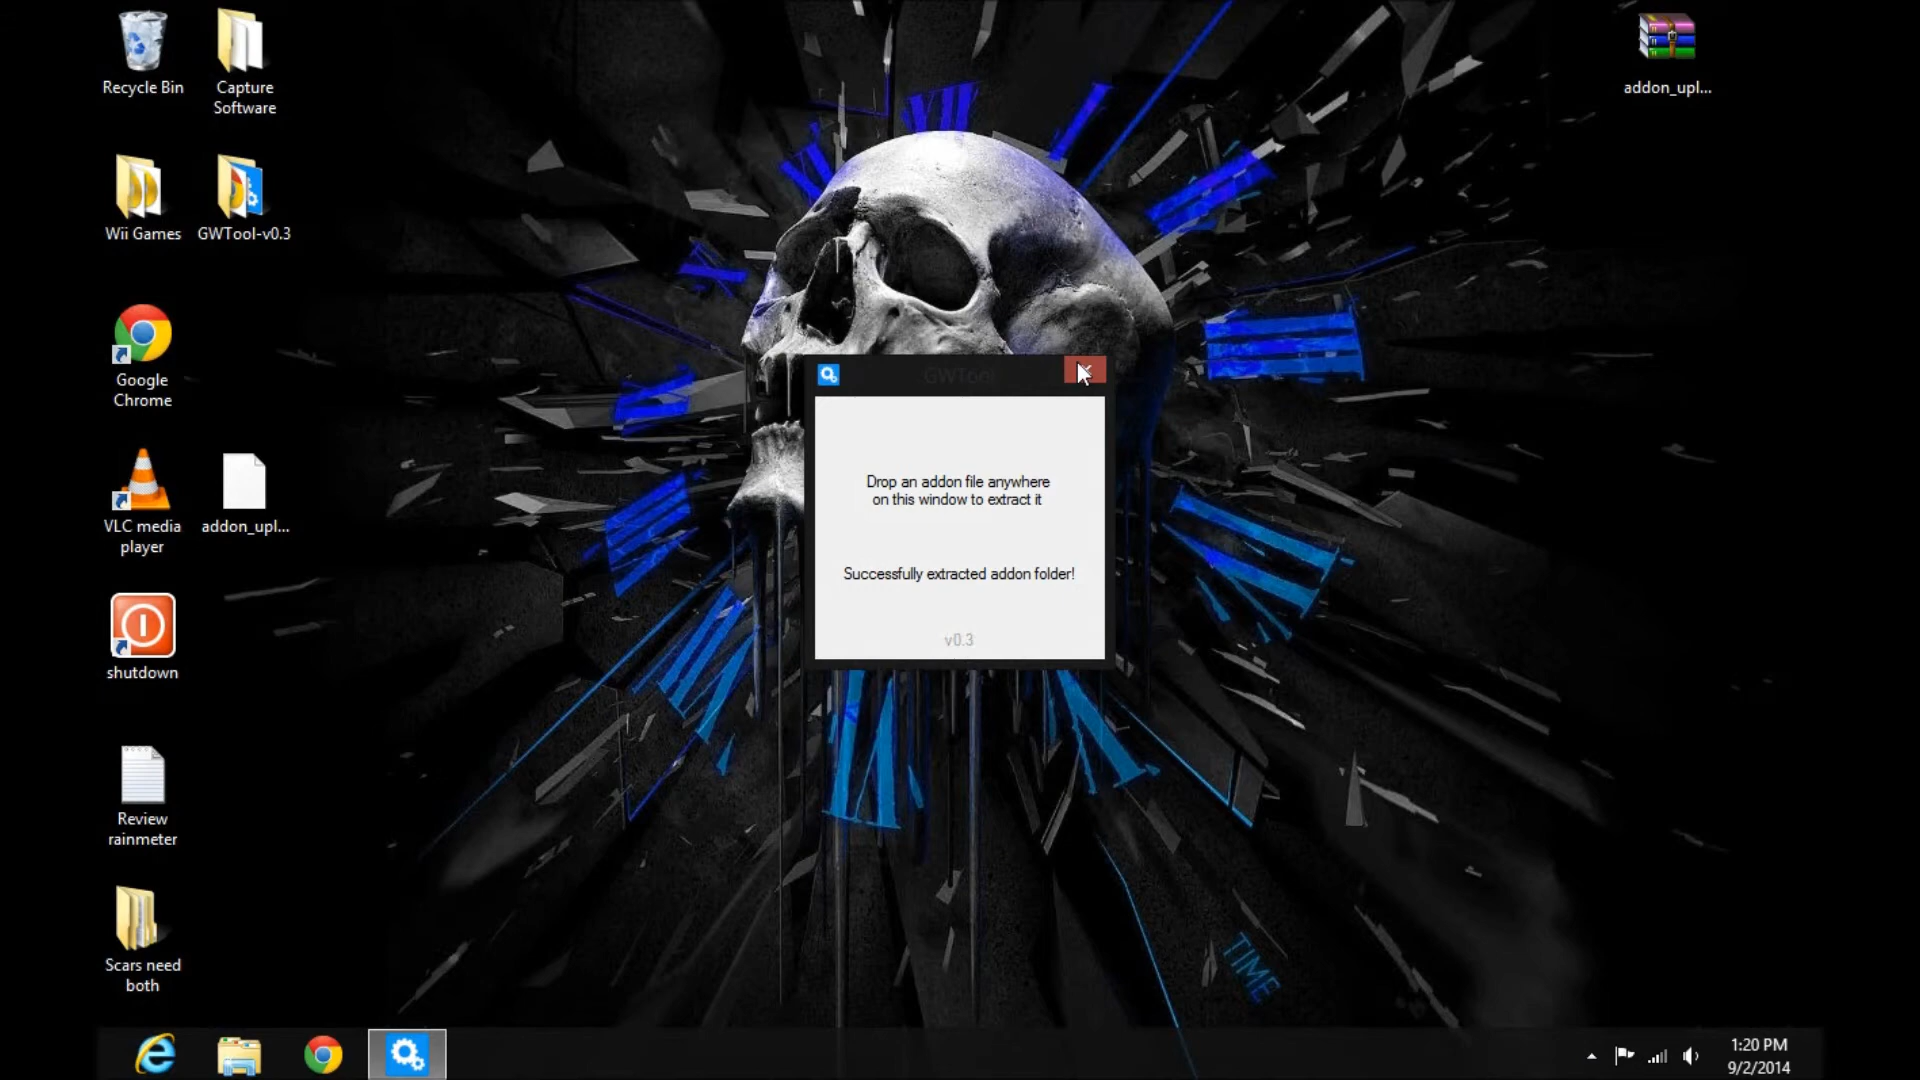 Recycle Bin
Capture
Software
addon_upl...
Wii Games
GWTool-v0.3
Google
Chrome
GWTool
Drop an addon file anywhere
on this window to extract it
Successfully extracted addon folder!
v0.3
VLC media
player
addon_upl...
shutdown
Review
rainmeter
Scars need
both
TIME
1:20 PM
9/2/2014